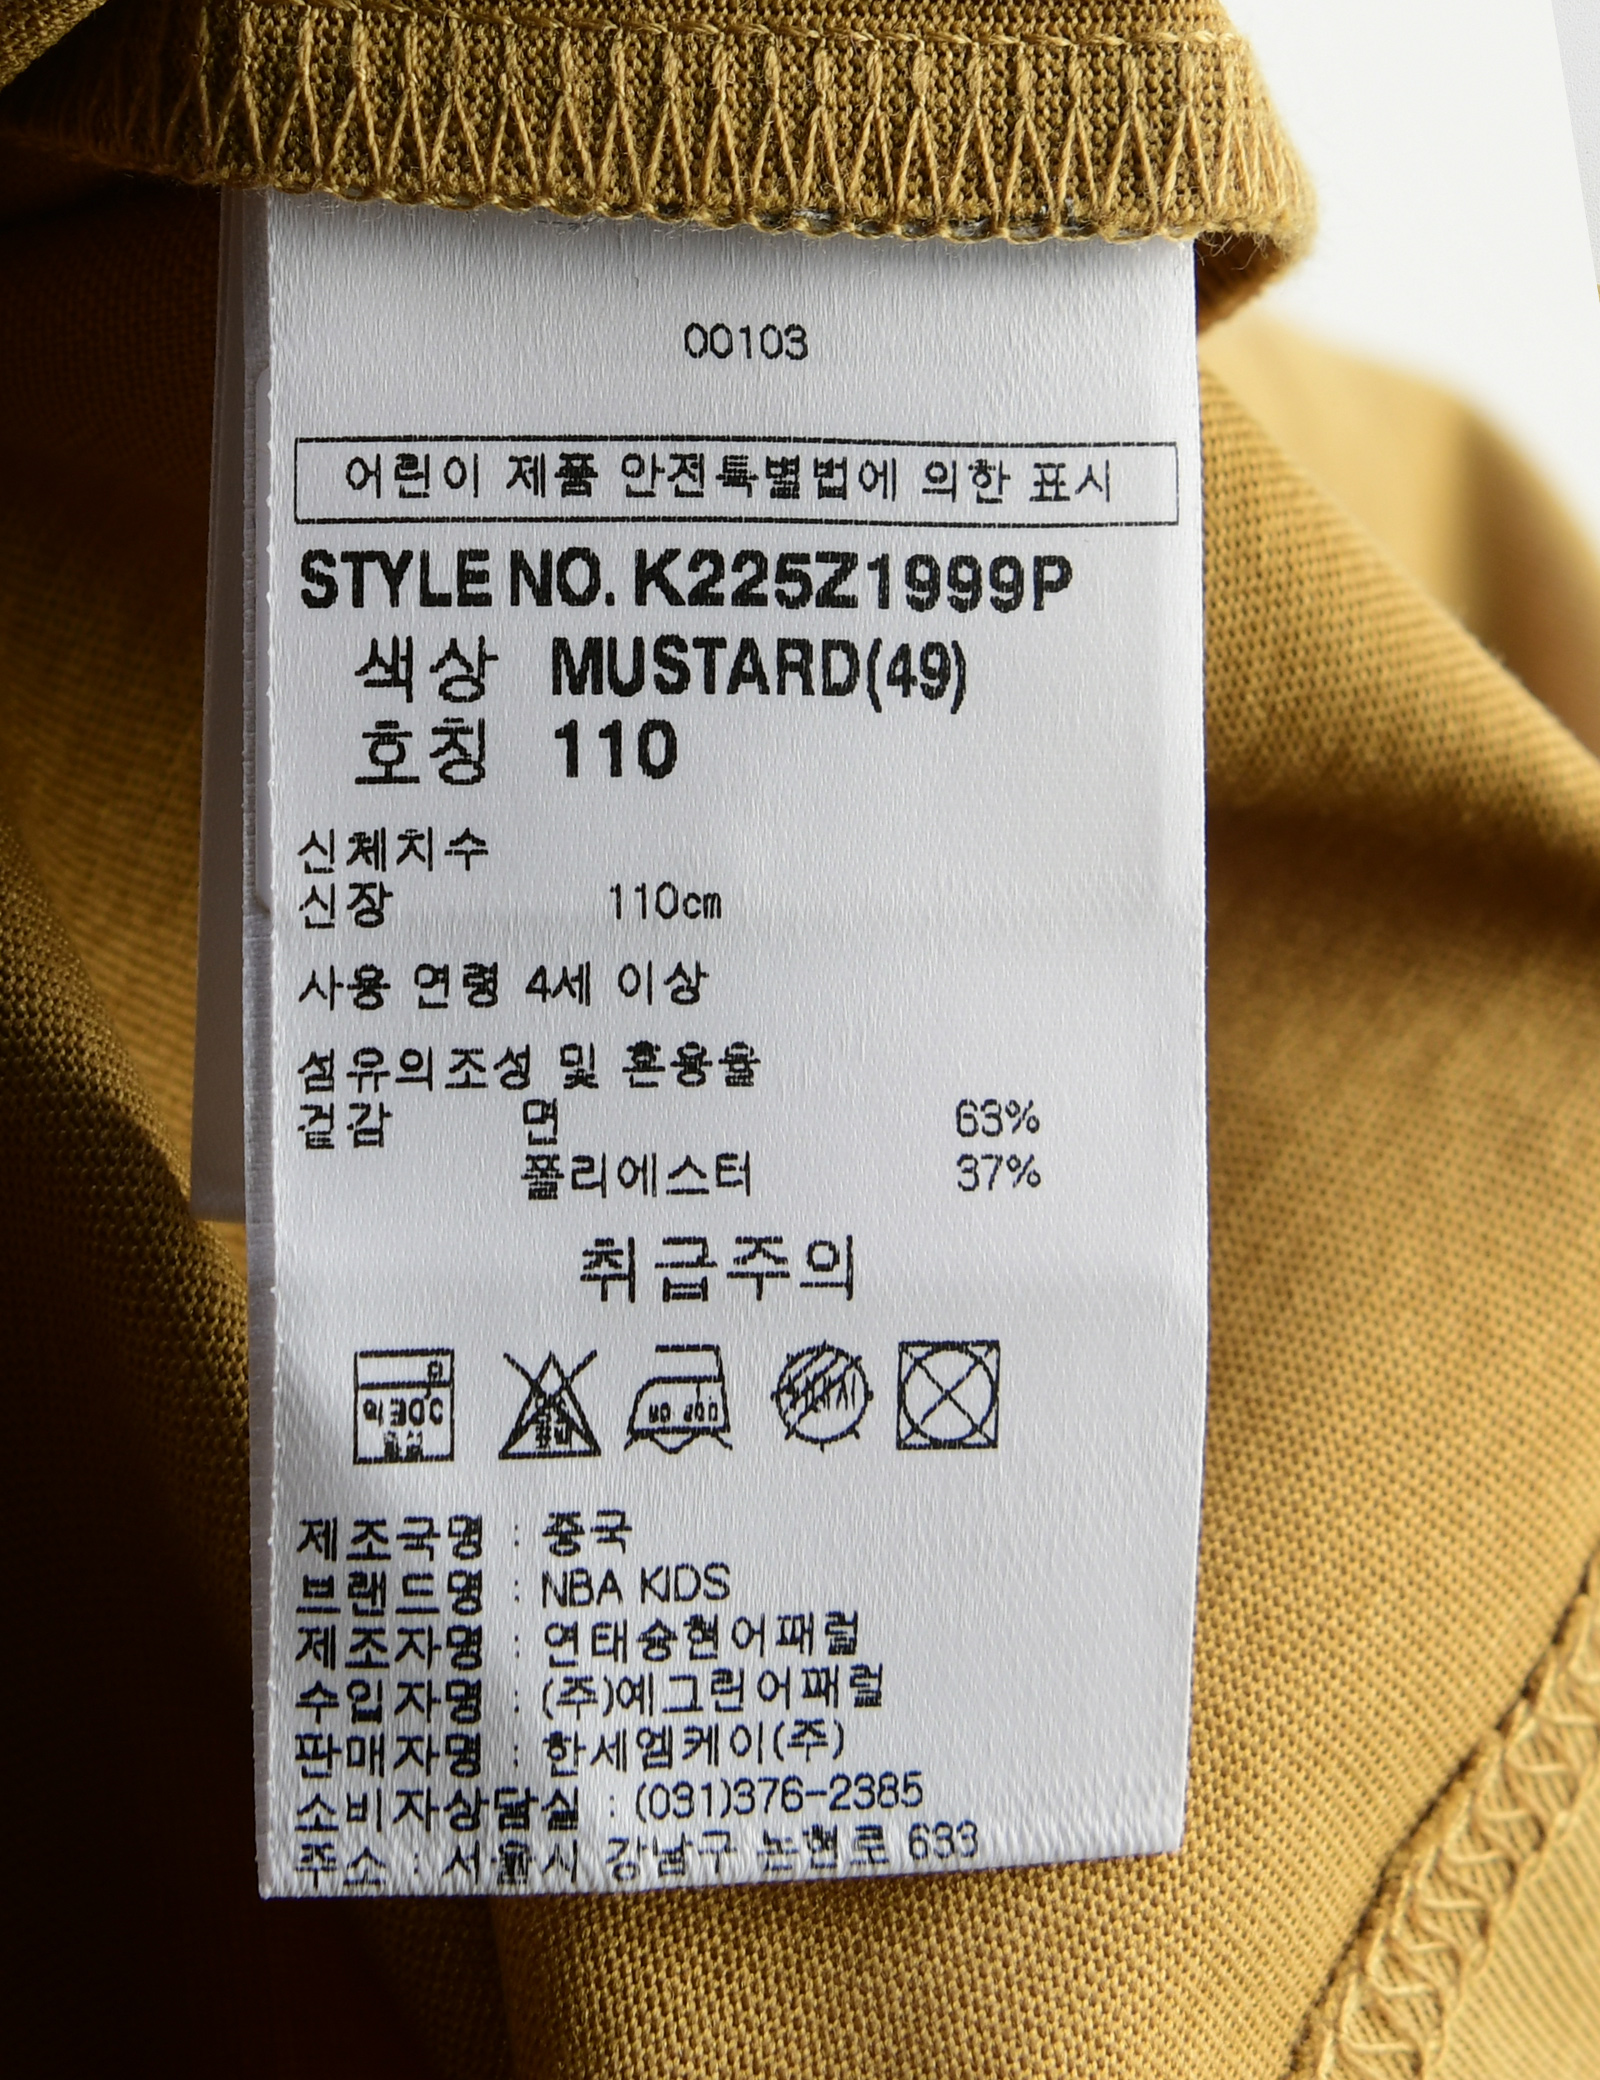 00103
어린이 제품 안전특별법에 의한 표시
STYLE NO. K225Z1999P
색상 MUSTARD(49)
호칭 110
신체치수
신장 110cm
사용 연령 4세 이상
섬유의조성 및 혼용율
겉감 면 63%
폴리에스터 37%
취급주의
약30℃
중성
제조국명 : 중국
브랜드명 : NBA KIDS
제조자명 : 연태승현어패럴
수입자명 : (주)예그린어패럴
판매자명 : 한세엠케이(주)
소비자상담실 : (031)376-2385
주소 : 서울시 강남구 논현로 633